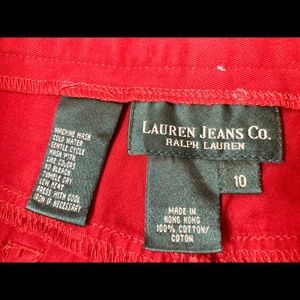 MACHINE WASH
COLD WATER
GENTLE CYCLE
WASH WITH
LIKE COLORS
NO BLEACH
TUMBLE DRY
LOW HEAT
PRESS WITH COOL
IRON IF NECESSARY
LAUREN JEANS CO.
RALPH LAUREN
10
MADE IN
HONG KONG
100% COTTON/
COTTON